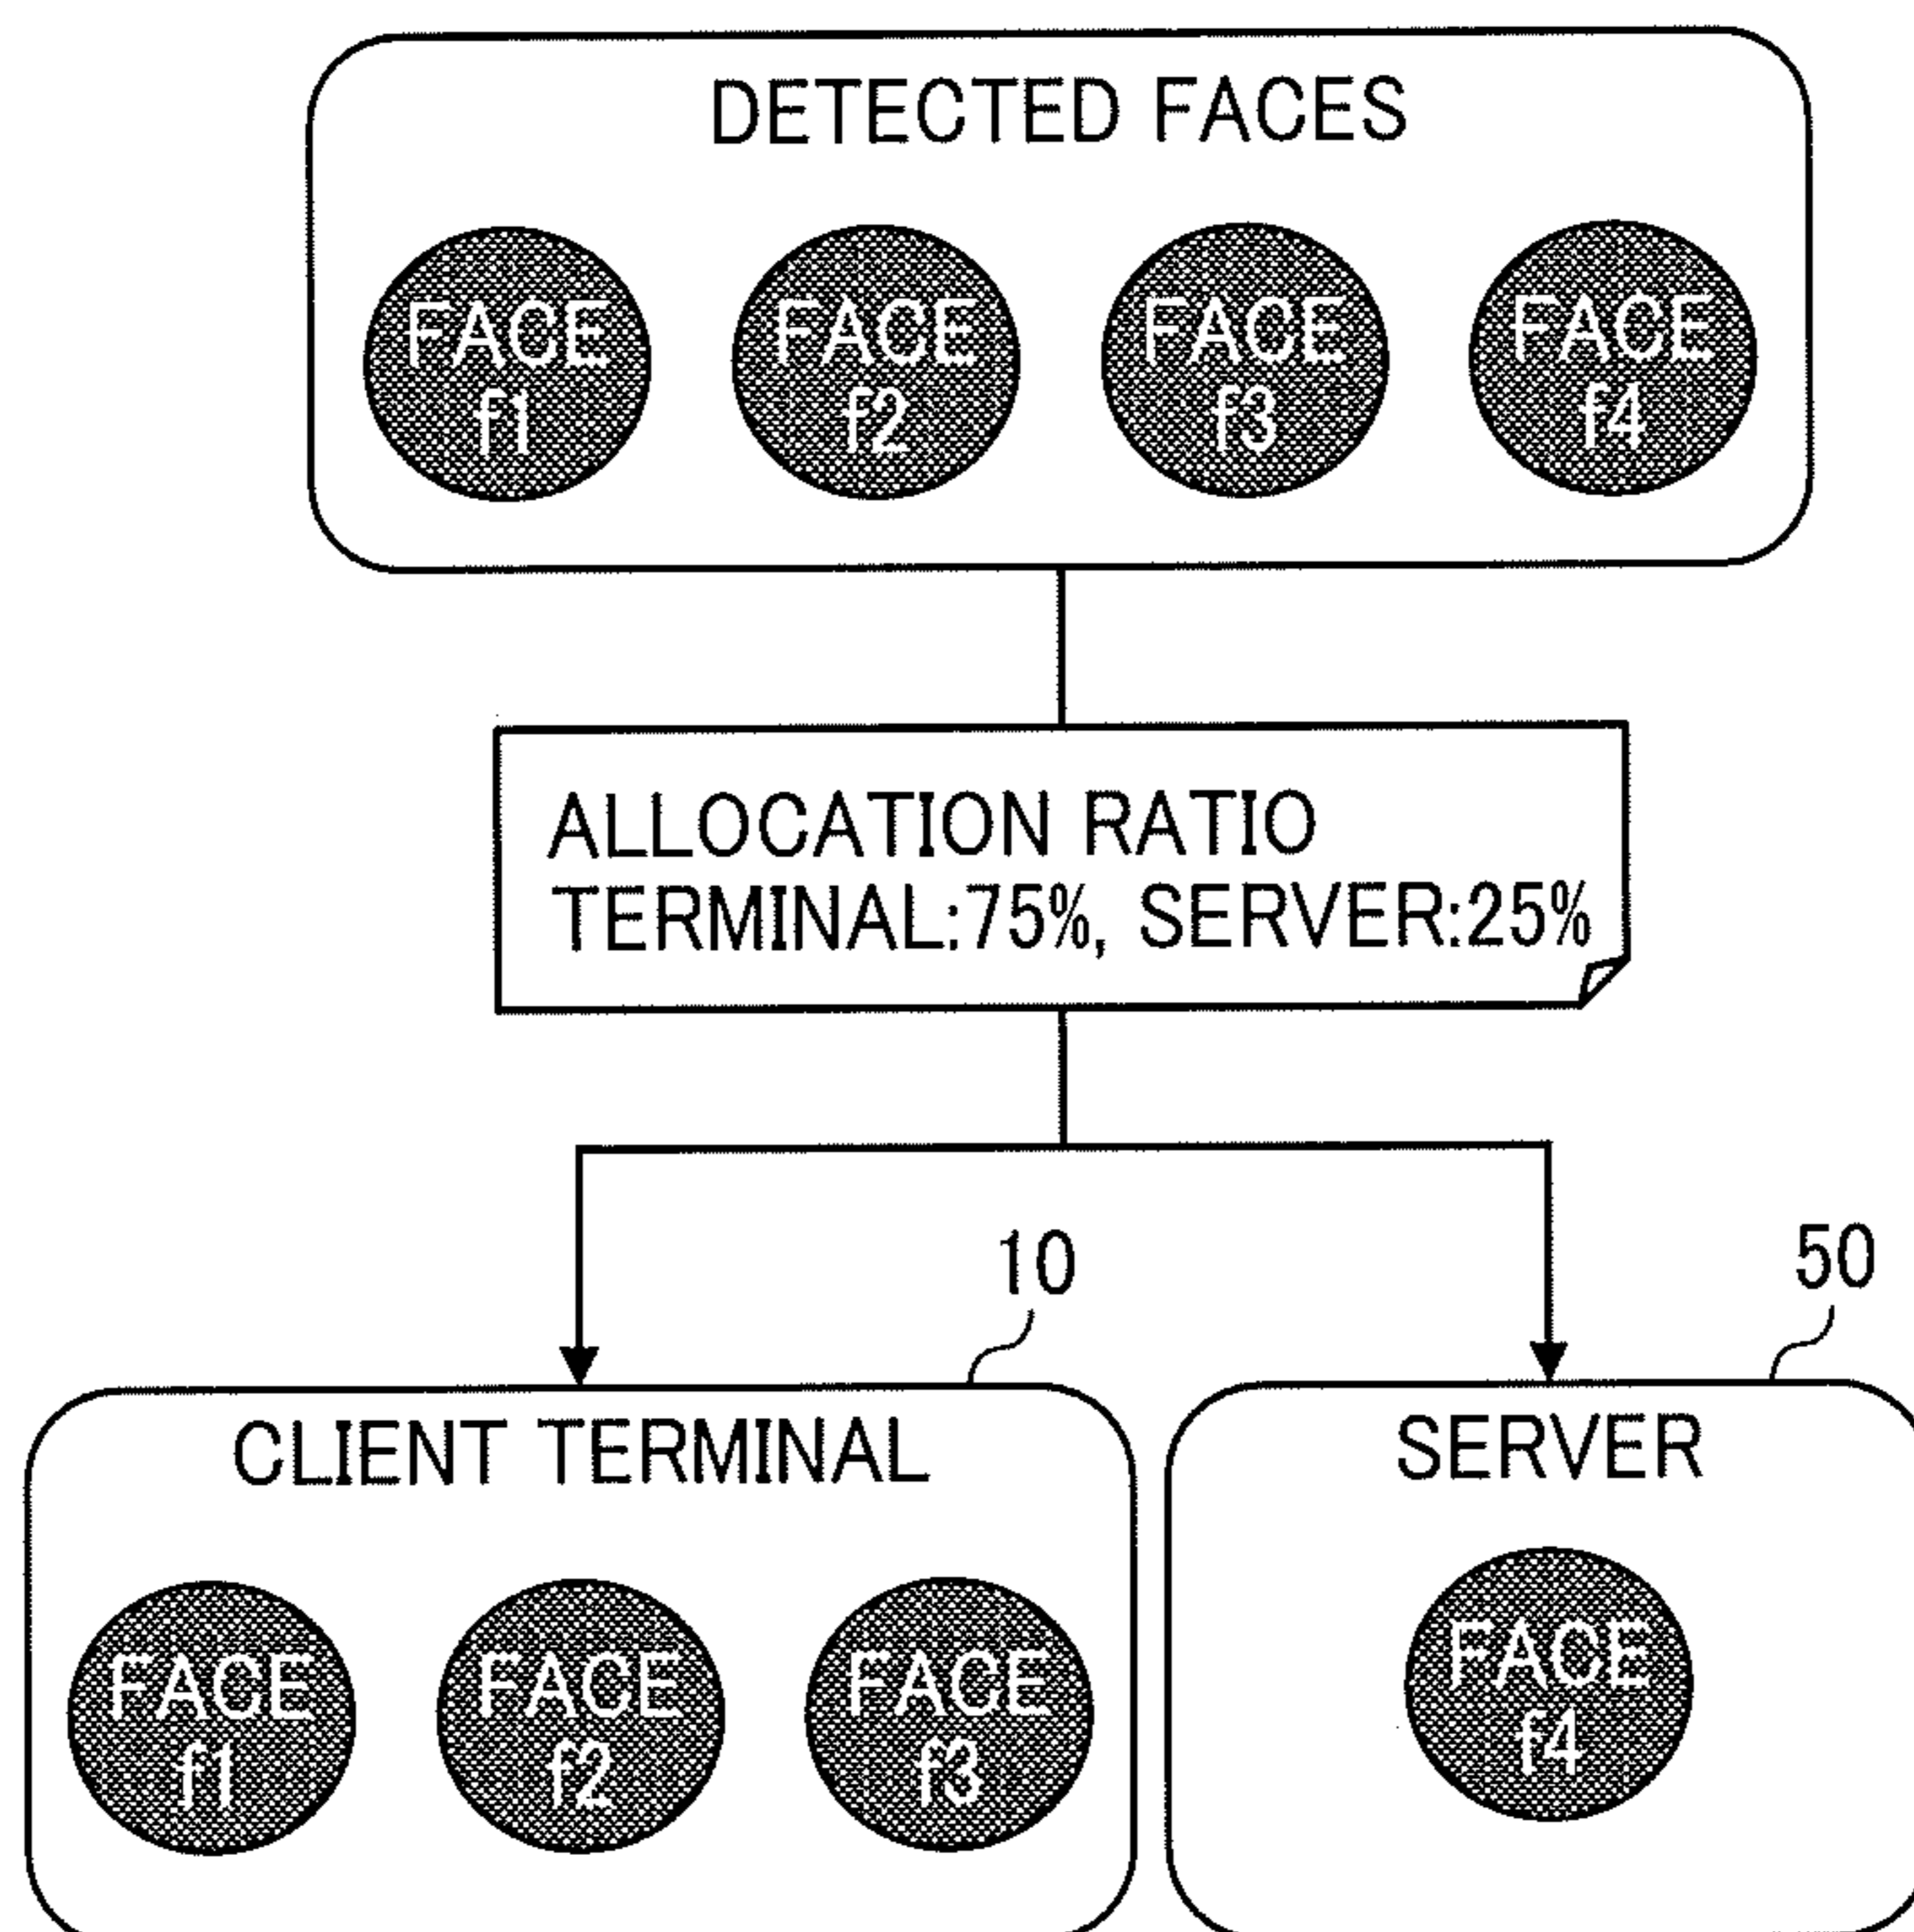 DETECTED FACES
FACE
f1
FACE
f2
FACE
f3
FACE
f4
ALLOCATION RATIO
TERMINAL:75%, SERVER:25%
10
50
CLIENT TERMINAL
FACE
f1
FACE
f2
FACE
f3
SERVER
FACE
f4